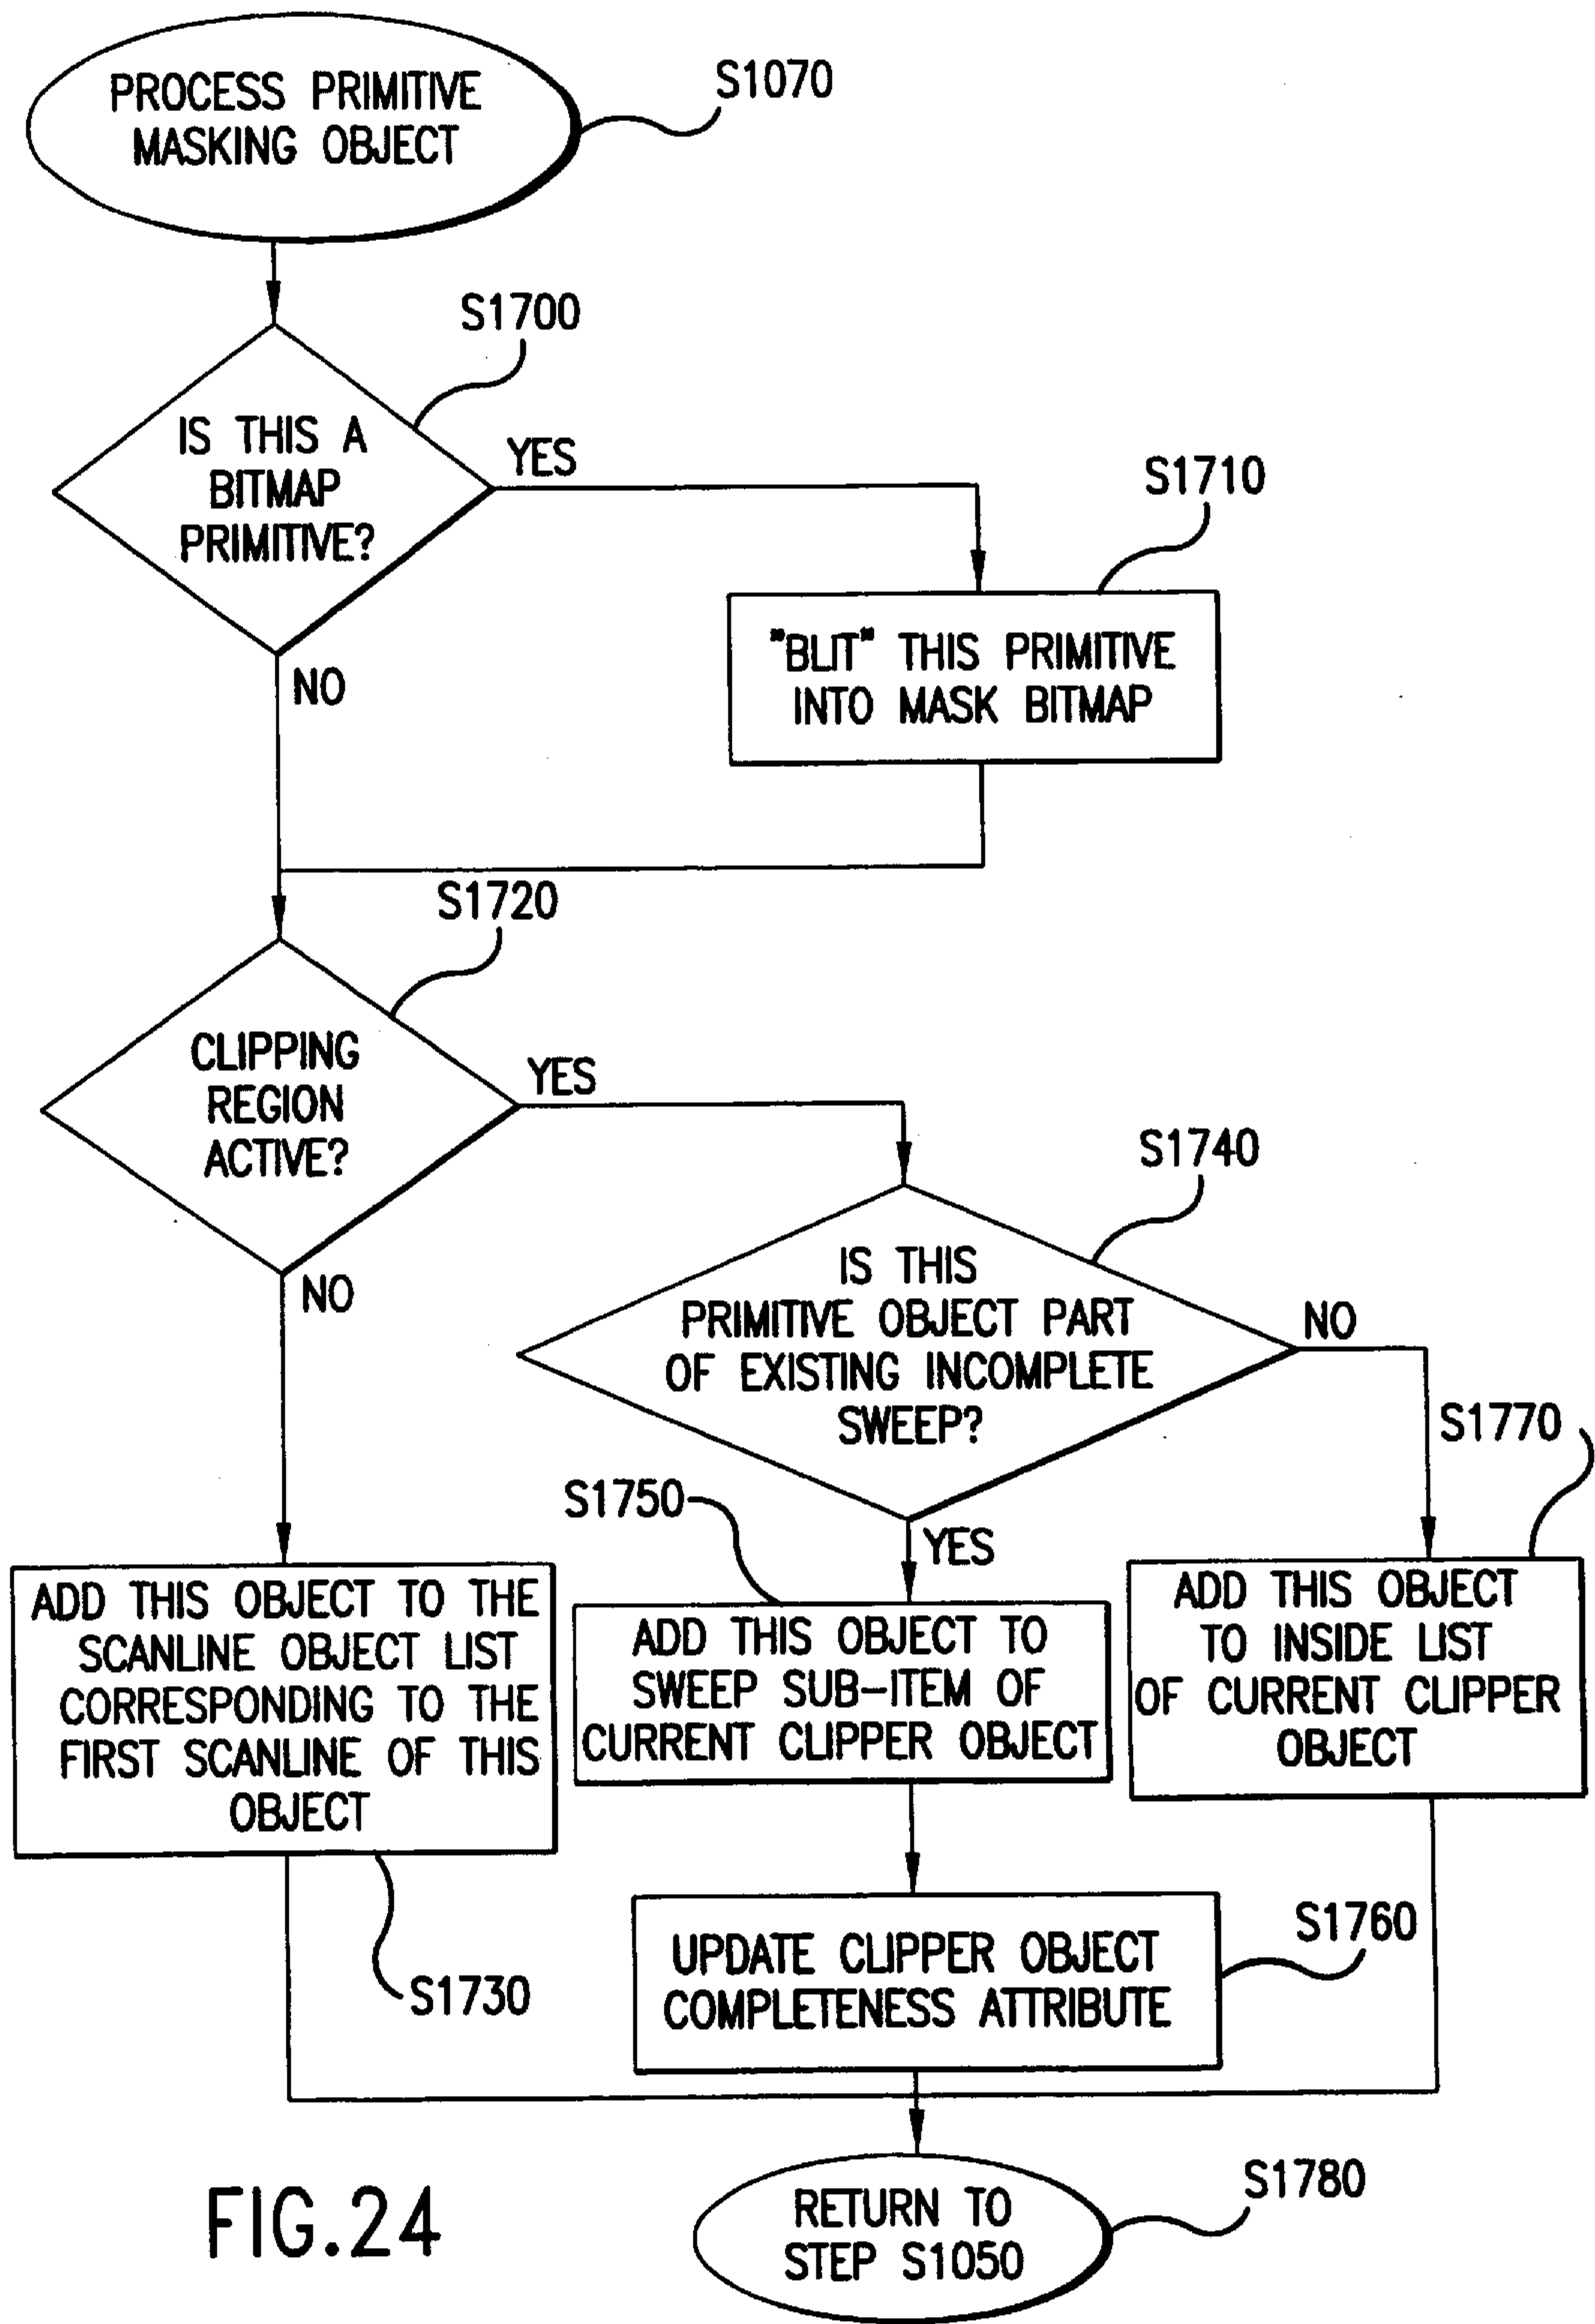 PROCESS PRIMITIVE
MASKING OBJECT
S1070
S1700
IS THIS A
BITMAP
PRIMITIVE?
YES
NO
S1710
"BLIT" THIS PRIMITIVE
INTO MASK BITMAP
S1720
CLIPPING
REGION
ACTIVE?
YES
NO
S1740
IS THIS
PRIMITIVE OBJECT PART
OF EXISTING INCOMPLETE
SWEEP?
NO
YES
S1770
S1750
ADD THIS OBJECT TO THE
SCANLINE OBJECT LIST
CORRESPONDING TO THE
FIRST SCANLINE OF THIS
OBJECT
S1730
ADD THIS OBJECT TO
SWEEP SUB-ITEM OF
CURRENT CLIPPER OBJECT
ADD THIS OBJECT
TO INSIDE LIST
OF CURRENT CLIPPER
OBJECT
UPDATE CLIPPER OBJECT
COMPLETENESS ATTRIBUTE
S1760
RETURN TO
STEP S1050
S1780
FIG.24